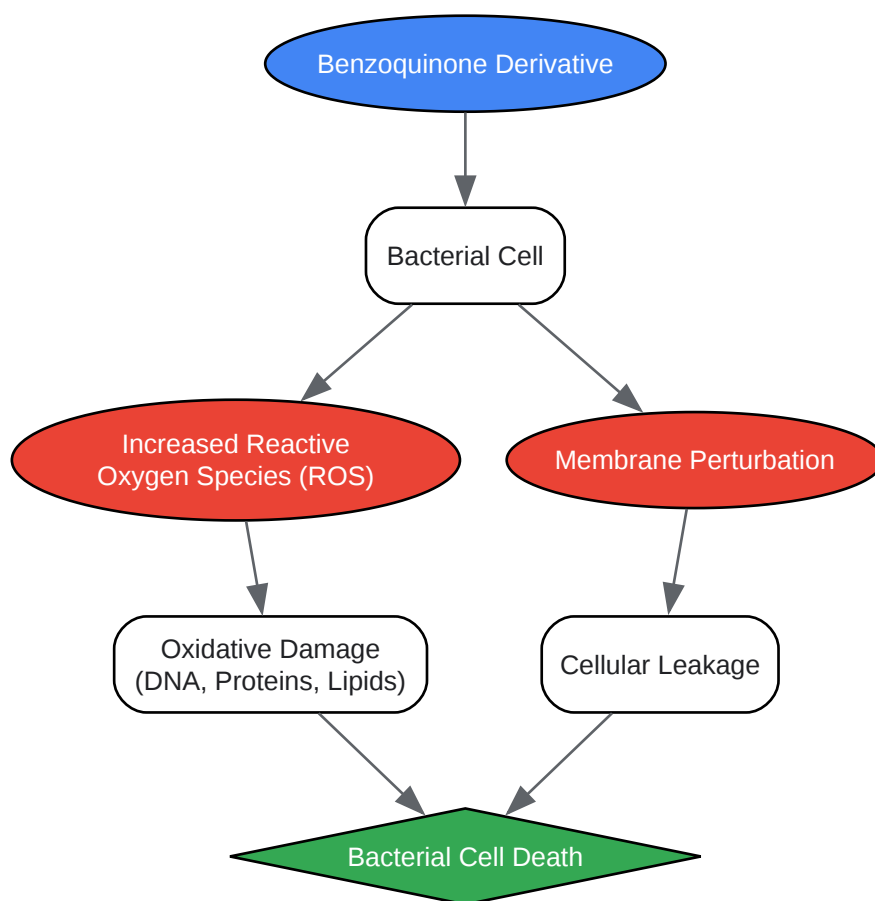 Benzoquinone Derivative
Bacterial Cell
Increased Reactive
Oxygen Species (ROS)
Membrane Perturbation
Oxidative Damage
(DNA, Proteins, Lipids)
Cellular Leakage
Bacterial Cell Death